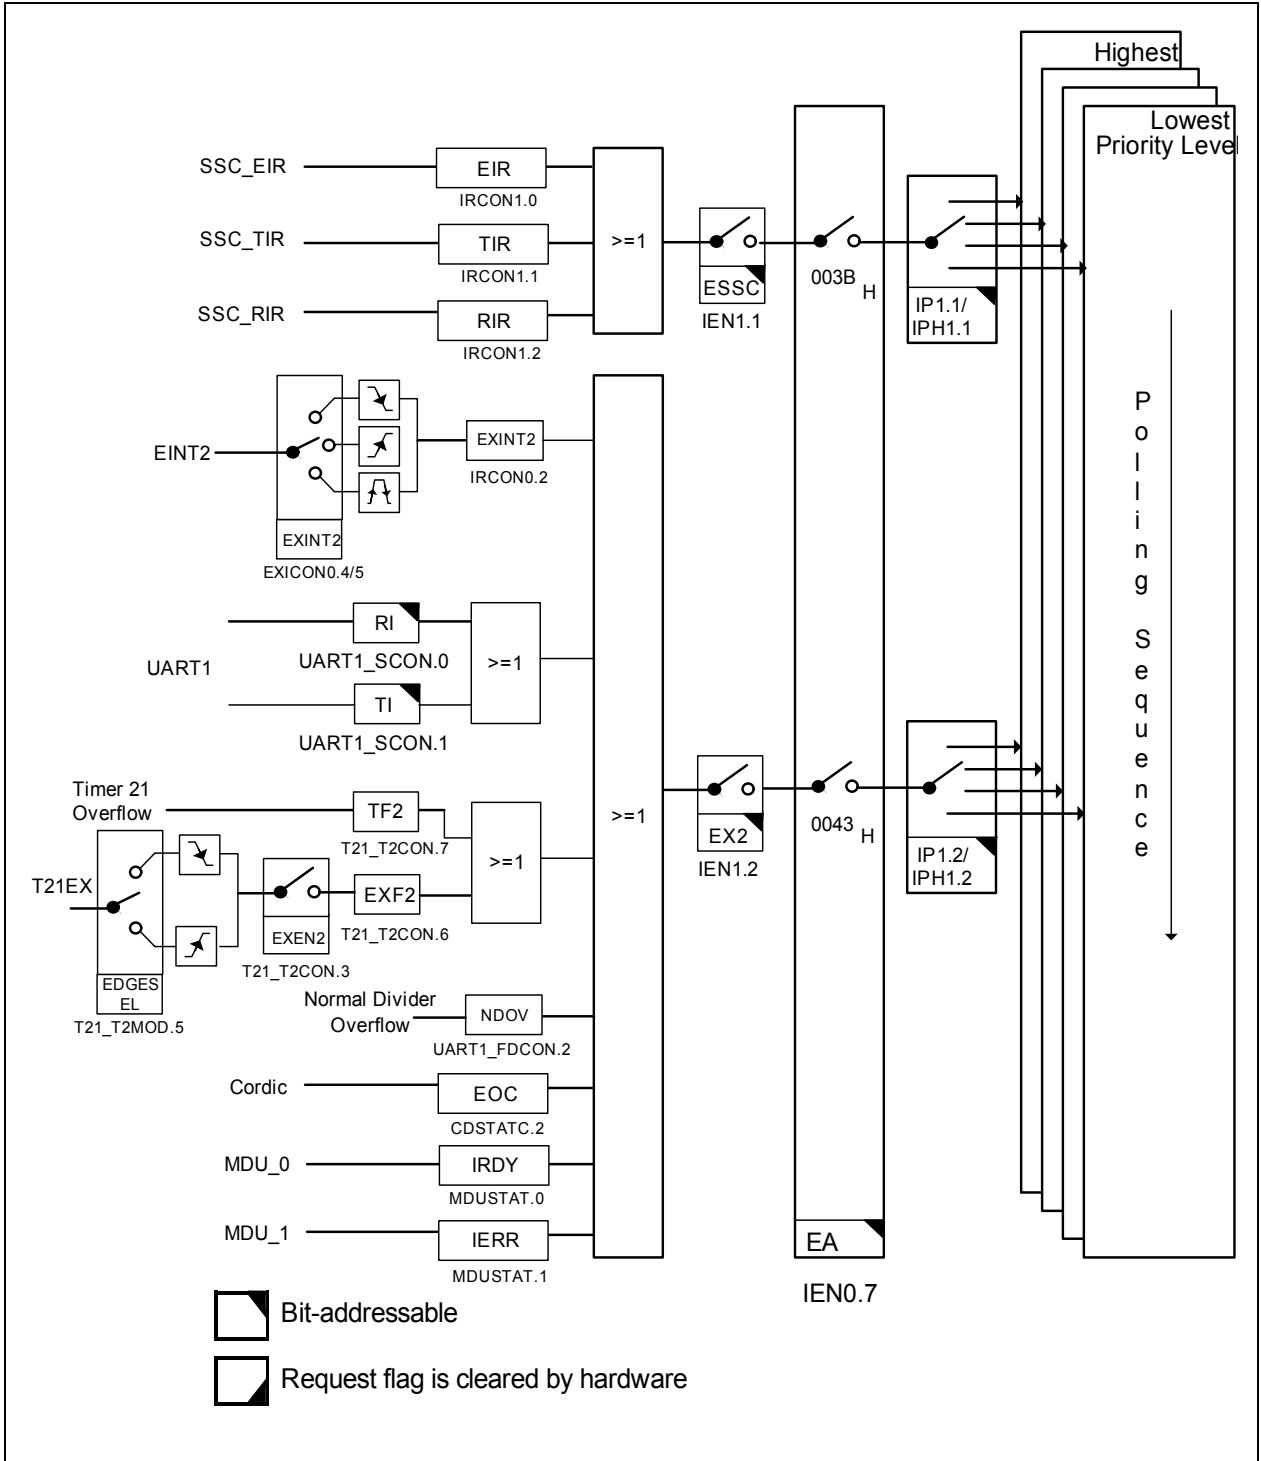 Highest
Lowest
Priority Leve
SSC_EIR
EIR
IRCON1.0
SSC_TIR
TIR
IRCON1.1
SSC_RIR
RIR
IRCON1.2
>=1
ESSC
IEN1.1
003B H
IP1.1/
IPH1.1
EINT2
EXINT2
EXICON0.4/5
EXINT2
IRCON0.2
UART1
RI
UART1_SCON.0
TI
UART1_SCON.1
>=1
Timer 21
Overflow
TF2
T21_T2CON.7
T21EX
EDGES
EL
T21_T2MOD.5
EXEN2
T21_T2CON.3
EXF2
T21_T2CON.6
>=1
Normal Divider
Overflow
NDOV
UART1_FDCON.2
Cordic
EOC
CDSTATC.2
MDU_0
IRDY
MDUSTAT.0
MDU_1
IERR
MDUSTAT.1
>=1
EX2
IEN1.2
0043 H
IP1.2/
IPH1.2
EA
IEN0.7
Polling Sequence
Bit-addressable
Request flag is cleared by hardware